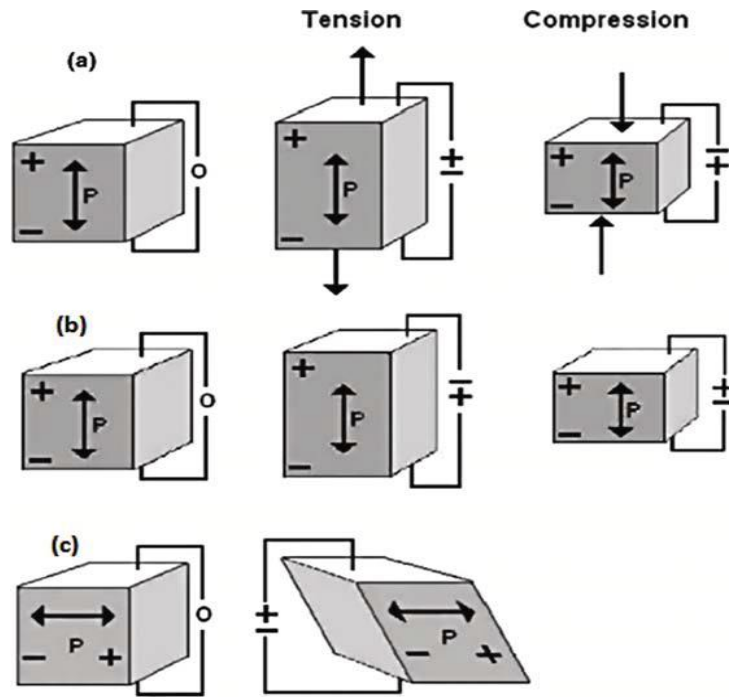 Tension Compression
(a)
+ + +
O + − − +
P P P
− − −
(b)
+ + +
O − + + −
P P P
− − −
(c)
O + −
P P
− + − +